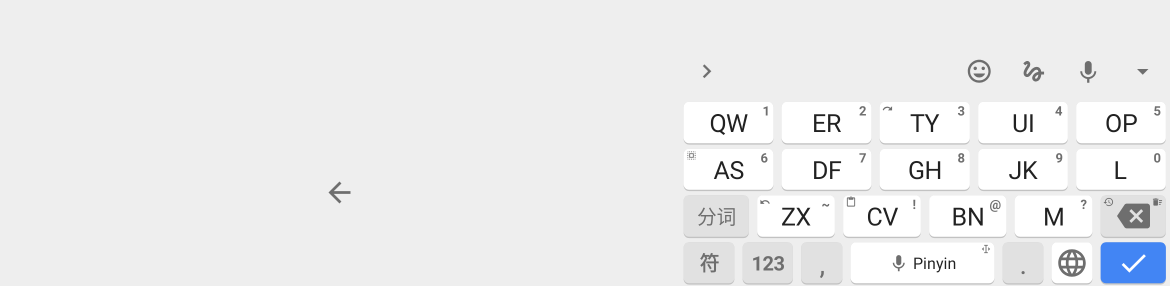 QW 1 ER 2 TY 3 UI 4 OP 5
AS 6 DF 7 GH 8 JK 9 L 0
分词 ZX ~ CV ! BN @ M ?
符 123 , Pinyin .